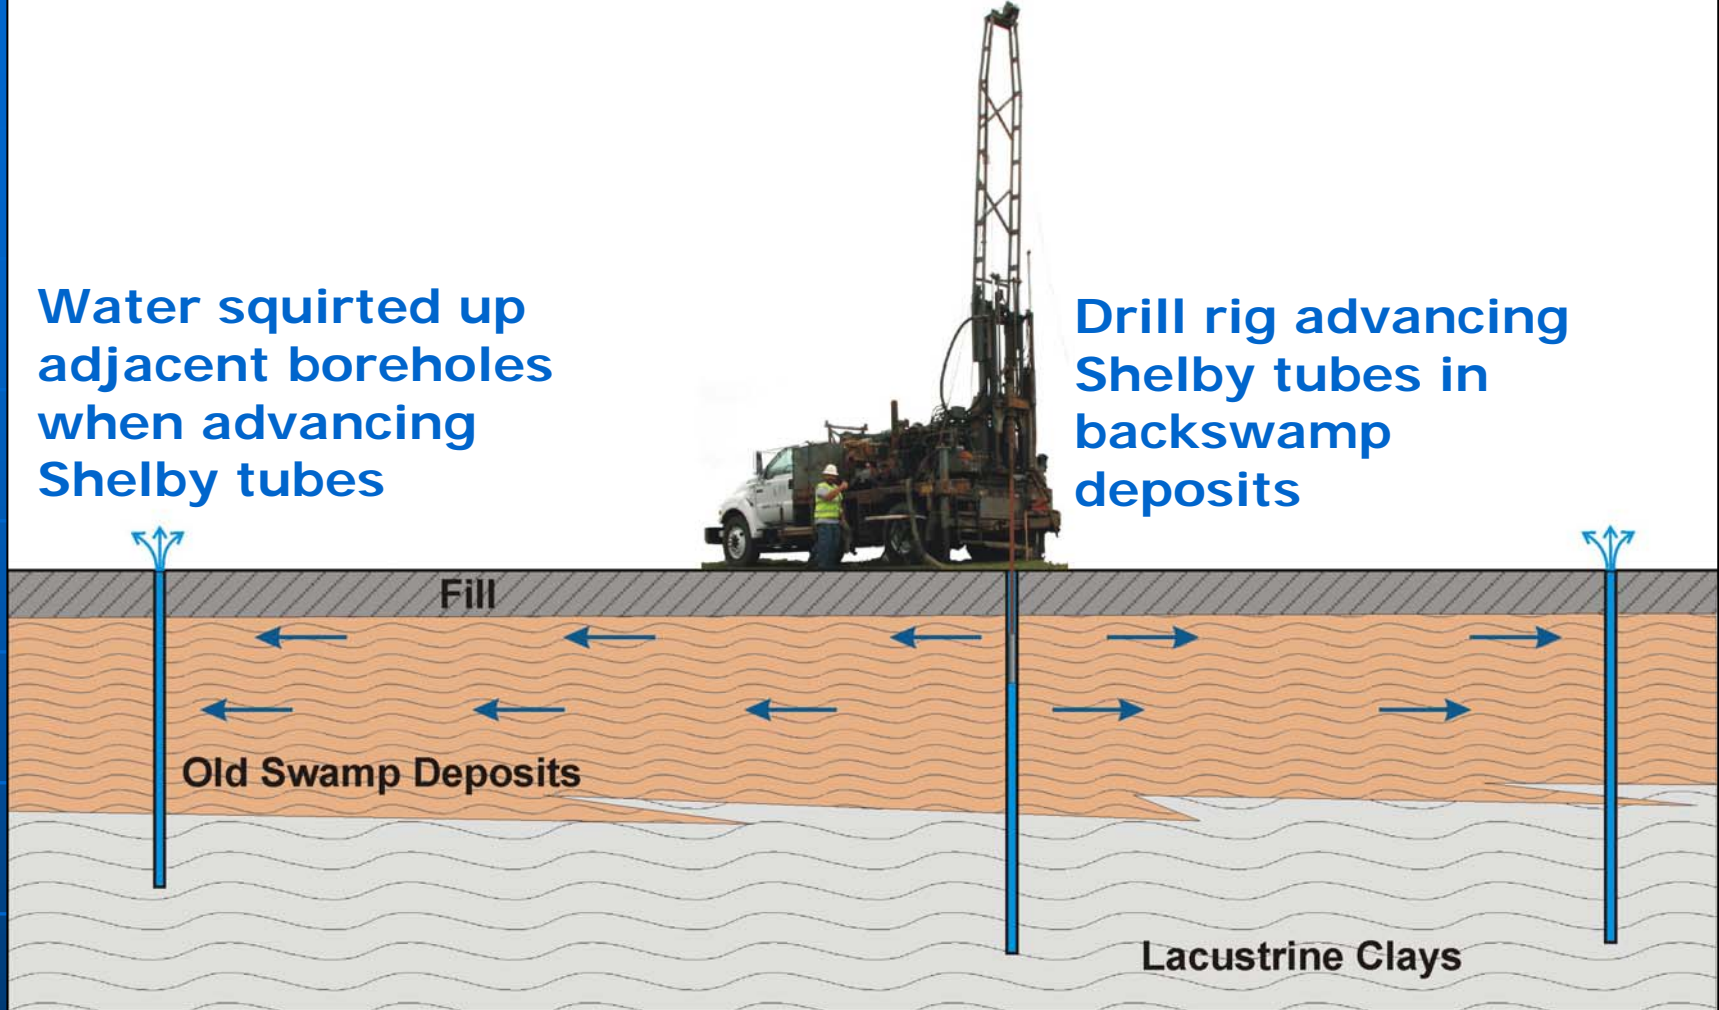 Water squirted up
adjacent boreholes
when advancing
Shelby tubes
Drill rig advancing
Shelby tubes in
backswamp
deposits
Fill
Old Swamp Deposits
Lacustrine Clays